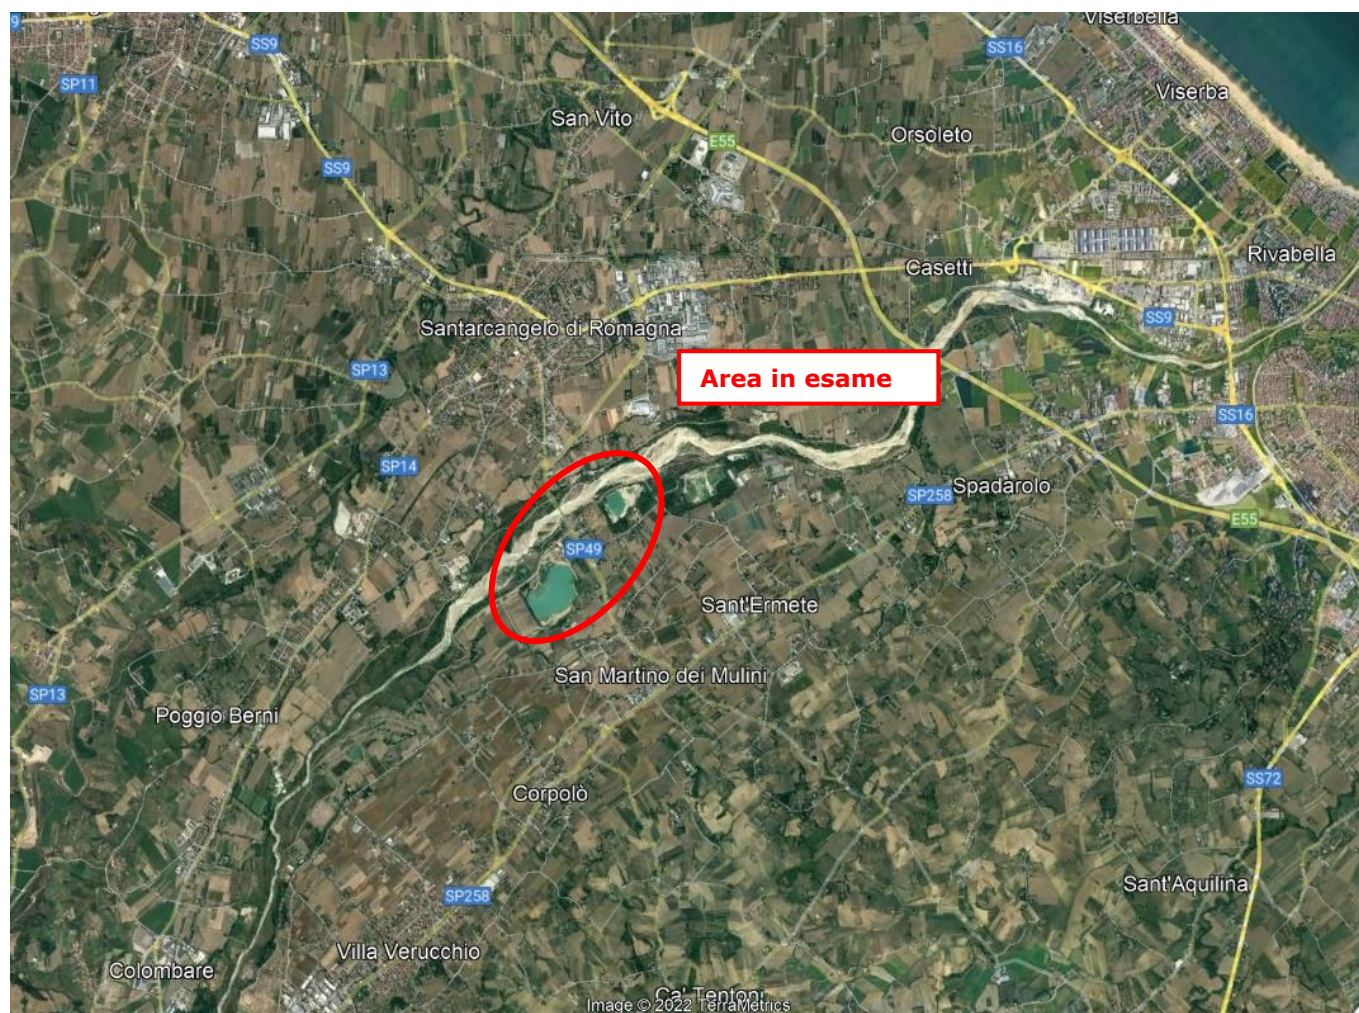 Viserbella
9
SS9
SS16
SP11
Viserba
San Vito
Orsoleto
E55
SS9
Rivabella
Casetti
SS9
Santarcangelo di Romagna
SP13
Area in esame
SS16
SP14
Spadarolo
SP258
E55
SP49
Sant'Ermete
San Martino dei Mulini
SP13
Poggio Berni
SS72
Corpolò
Sant'Aquilina
SP258
Villa Verucchio
Colombare
Ca' Tentoni
Image © 2022 TerraMetrics